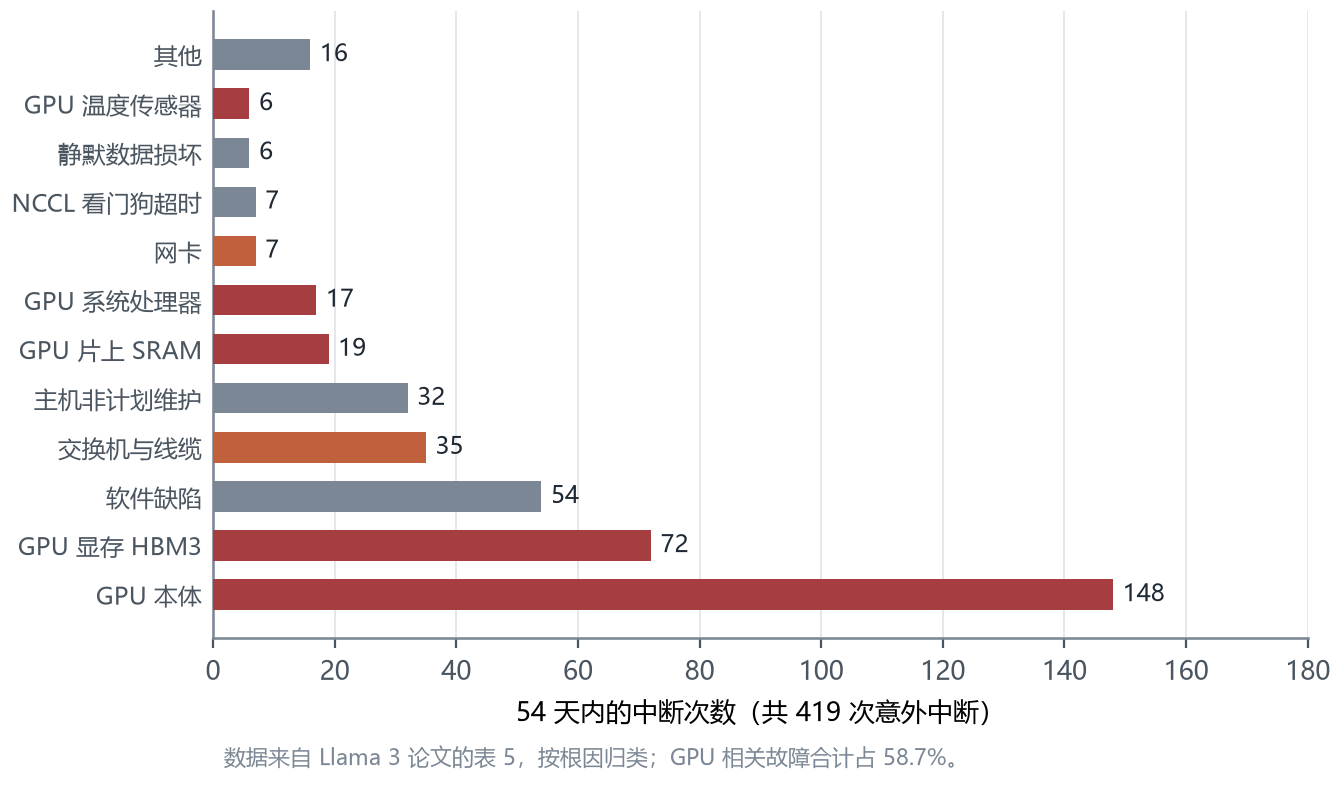 其他 16
GPU 温度传感器 6
静默数据损坏 6
NCCL 看门狗超时 7
网卡 7
GPU 系统处理器 17
GPU 片上 SRAM 19
主机非计划维护 32
交换机与线缆 35
软件缺陷 54
GPU 显存 HBM3 72
GPU 本体 148
0 20 40 60 80 100 120 140 160 180
54 天内的中断次数（共 419 次意外中断）
数据来自 Llama 3 论文的表 5，按根因归类；GPU 相关故障合计占 58.7%。